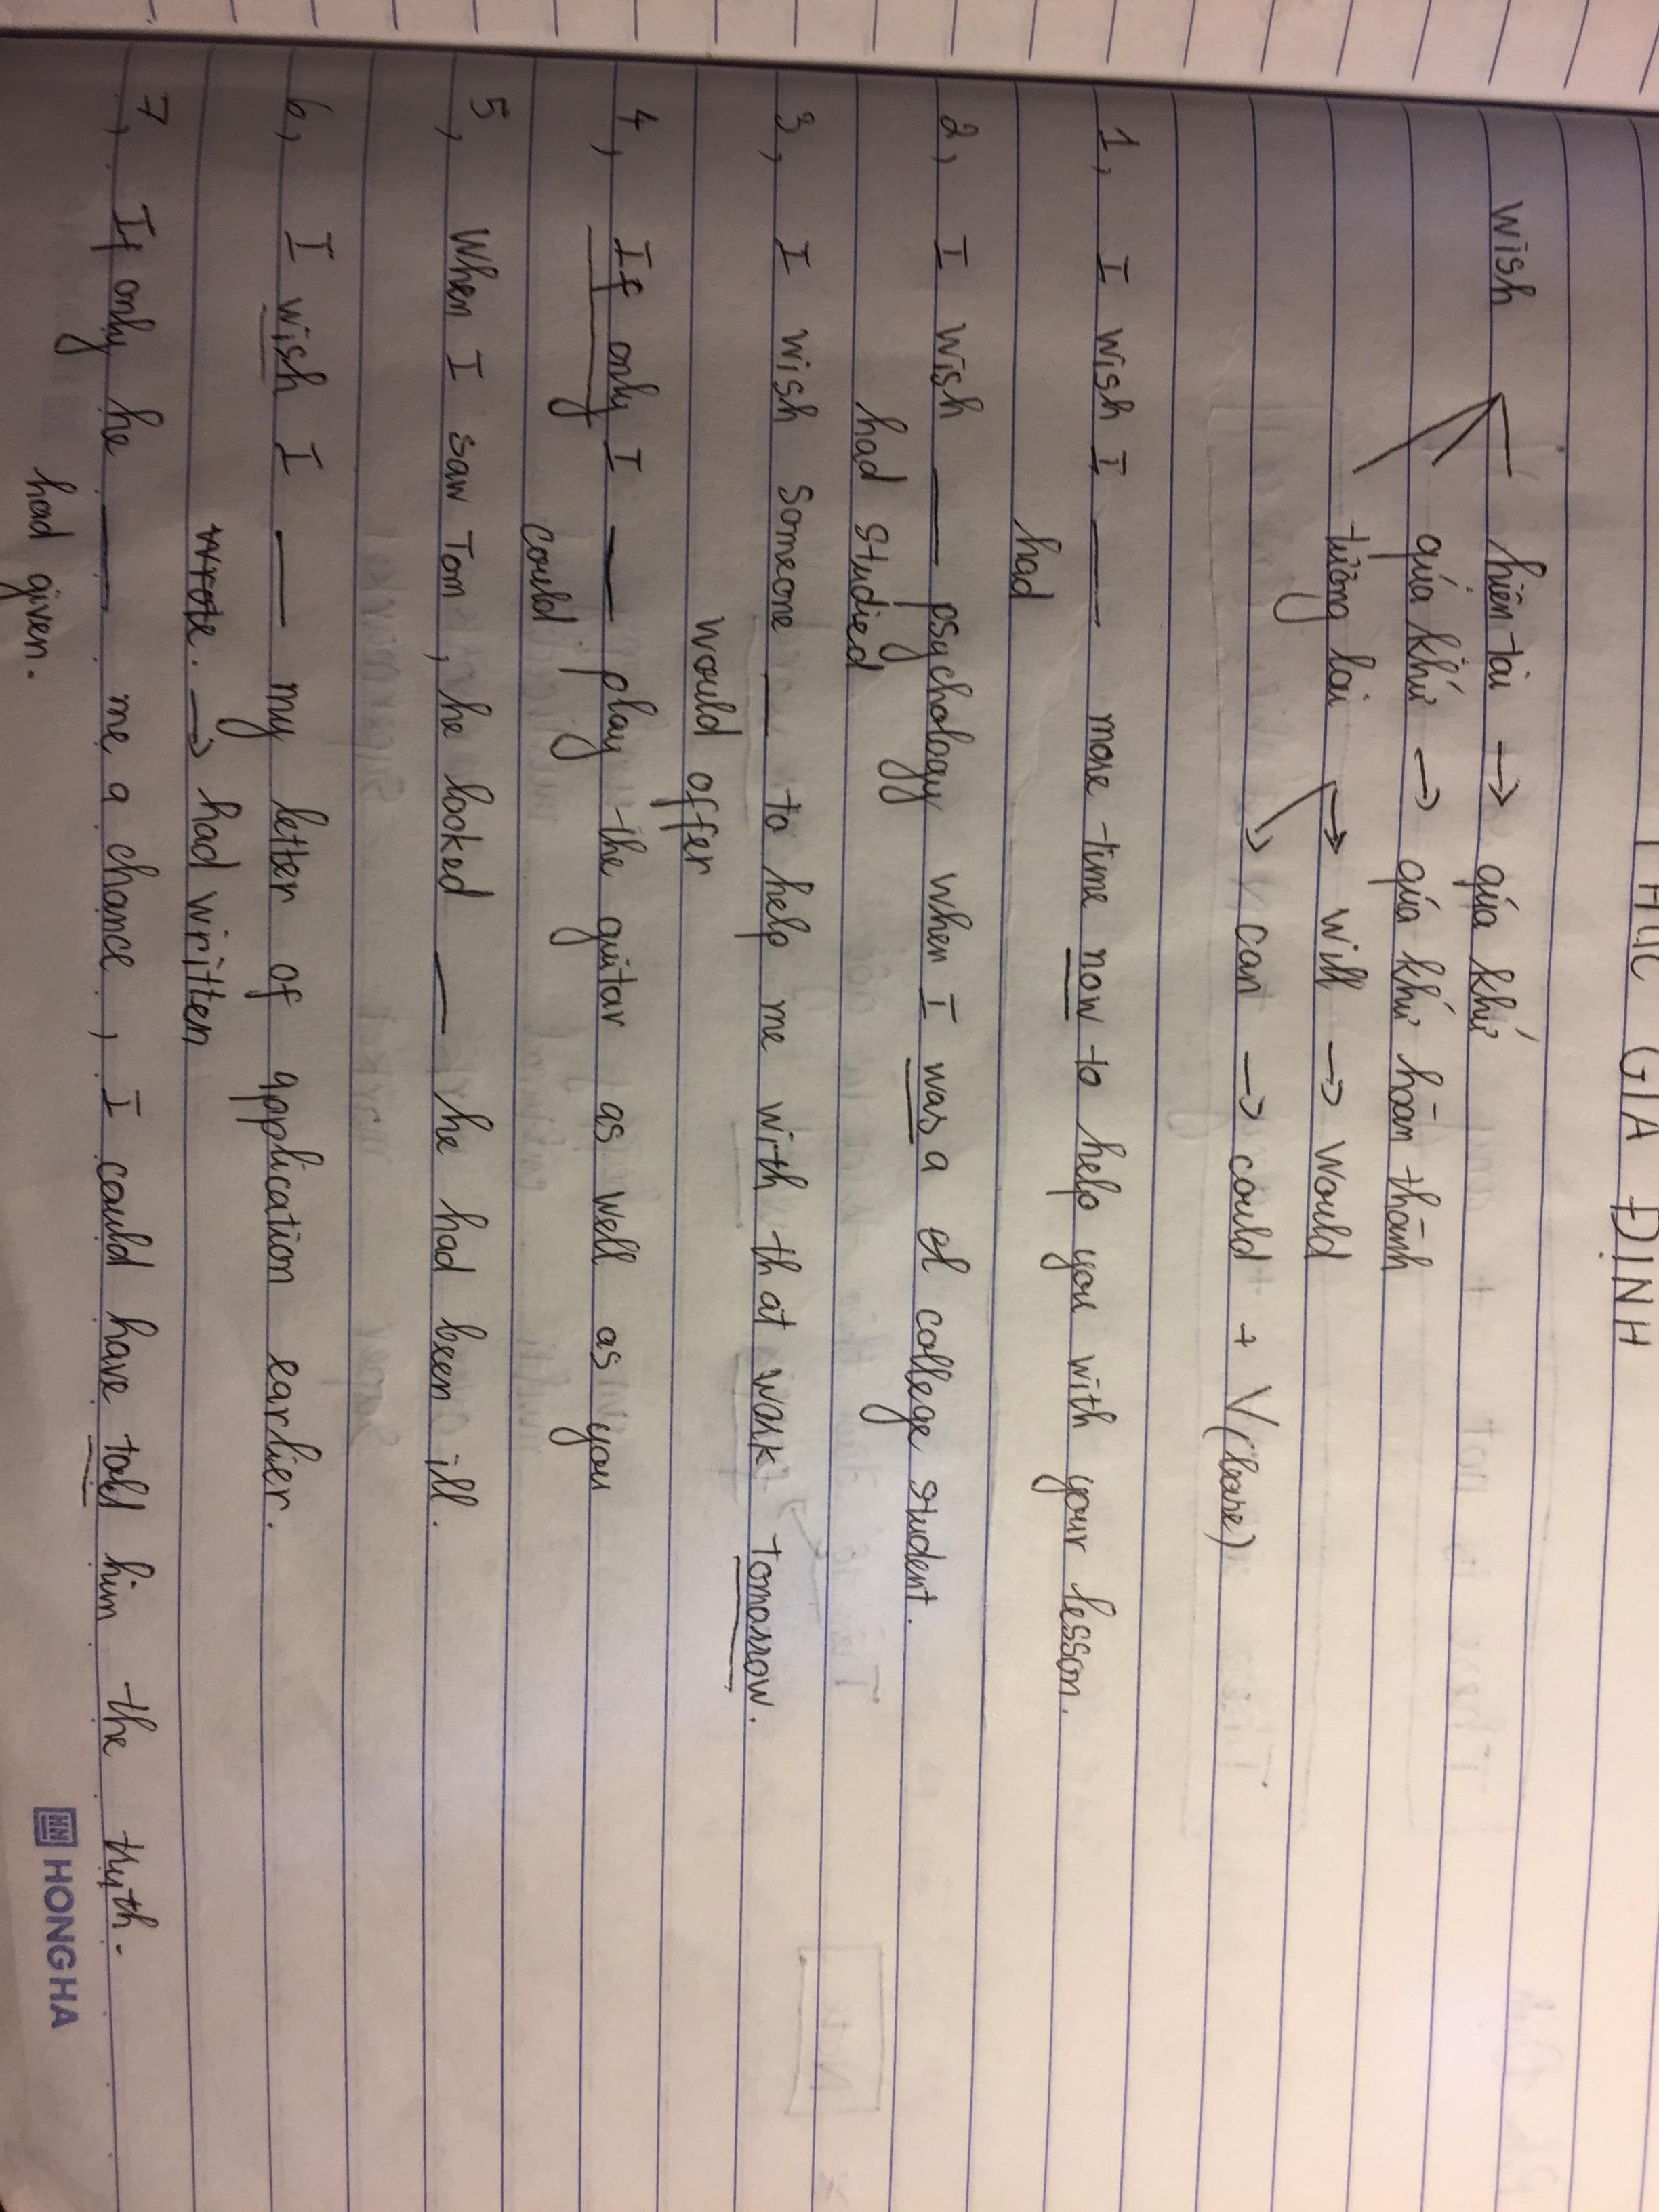 THỨC GIẢ ĐỊNH
wish hiện tại → qúa khứ
qúa khứ → qúa khứ hoàn thành
tương lai → will → would
→ can → could + V (bare)
1, I wish I ___ more time now to help you with your lesson.
had
2, I wish ___ psychology when I was a college student.
had studied
3, I wish someone ___ to help me with that work tomorrow.
would offer
4, If only I ___ play the guitar as well as you
could
5, When I saw Tom, he looked ___ he had been ill.
6, I wish I ___ my letter of application earlier.
wrote. → had written
7, If only he ___ me a chance, I could have told him the truth.
had given.
HONG HA